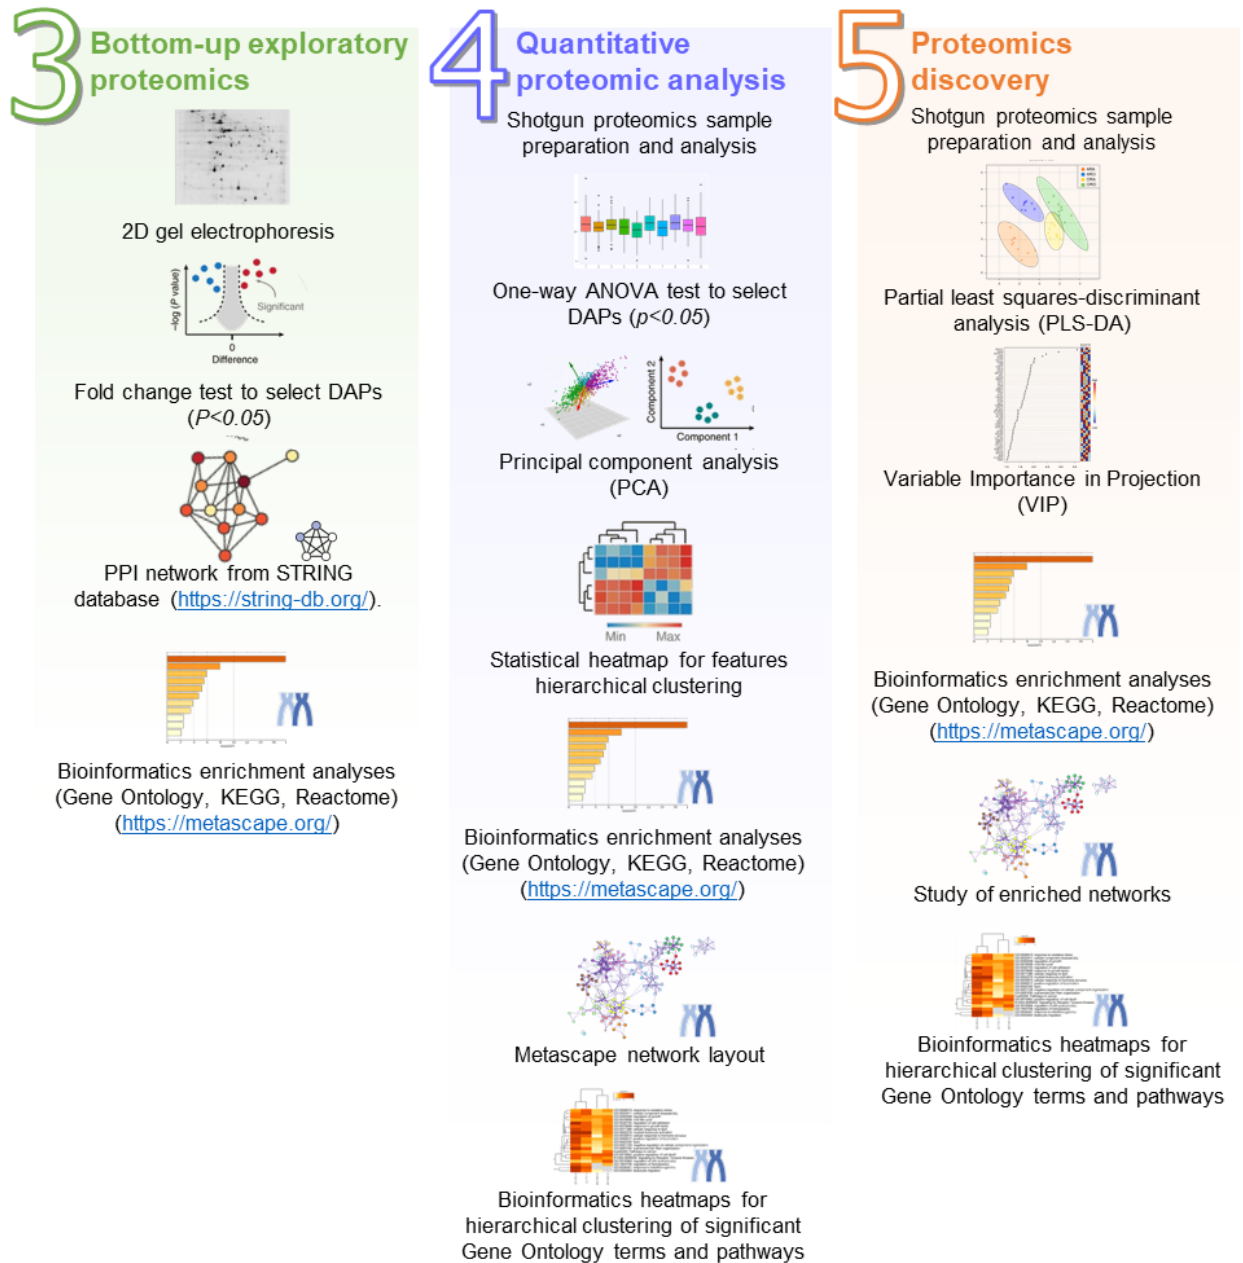 3
Bottom-up exploratory
proteomics
2D gel electrophoresis
–log (P value)
Significant
0
Difference
Fold change test to select DAPs
(P<0.05)
PPI network from STRING
database (https://string-db.org/).
Bioinformatics enrichment analyses
(Gene Ontology, KEGG, Reactome)
(https://metascape.org/)
4
Quantitative
proteomic analysis
Shotgun proteomics sample
preparation and analysis
One-way ANOVA test to select
DAPs (p<0.05)
Component 2
Component 1
Principal component analysis
(PCA)
Min Max
Statistical heatmap for features
hierarchical clustering
Bioinformatics enrichment analyses
(Gene Ontology, KEGG, Reactome)
(https://metascape.org/)
Metascape network layout
Bioinformatics heatmaps for
hierarchical clustering of significant
Gene Ontology terms and pathways
5
Proteomics
discovery
Shotgun proteomics sample
preparation and analysis
Partial least squares-discriminant
analysis (PLS-DA)
Variable Importance in Projection
(VIP)
Bioinformatics enrichment analyses
(Gene Ontology, KEGG, Reactome)
(https://metascape.org/)
Study of enriched networks
Bioinformatics heatmaps for
hierarchical clustering of significant
Gene Ontology terms and pathways